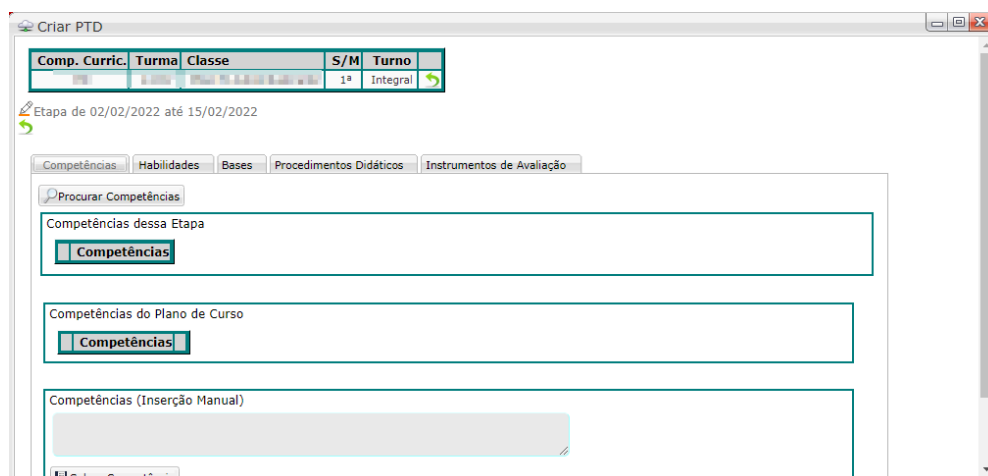 Criar PTD
Comp. Curric. Turma Classe S/M Turno
1ª Integral
Etapa de 02/02/2022 até 15/02/2022
Competências Habilidades Bases Procedimentos Didáticos Instrumentos de Avaliação
Procurar Competências
Competências dessa Etapa
Competências
Competências do Plano de Curso
Competências
Competências (Inserção Manual)